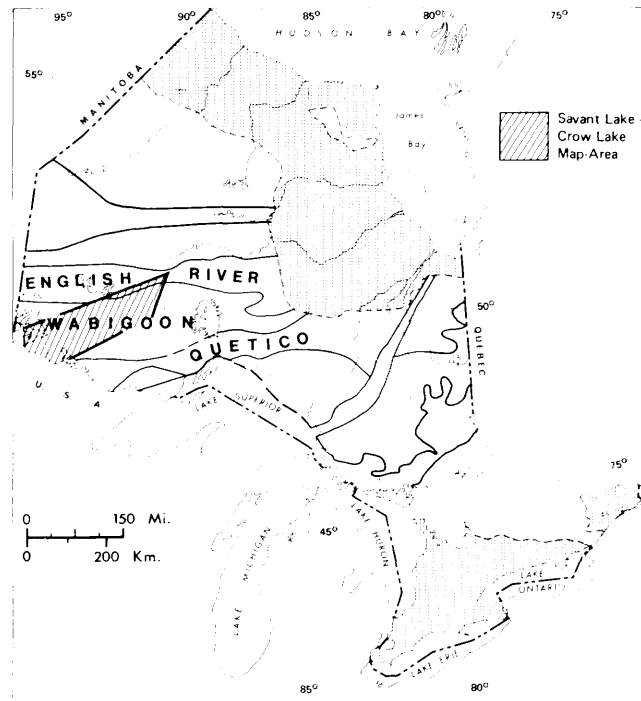 95° 90° 85° 80° 75°
HUDSON BAY
55°
MANITOBA
James
Bay
Savant Lake -
Crow Lake
Map-Area
ENGLISH RIVER
WABIGOON
50°
QUETICO
QUEBEC
U S A
LAKE SUPERIOR
75°
0 150 Mi.
0 200 Km.
45°
LAKE HURON
LAKE MICHIGAN
LAKE
ONTARIO
LAKE ERIE
85° 80°